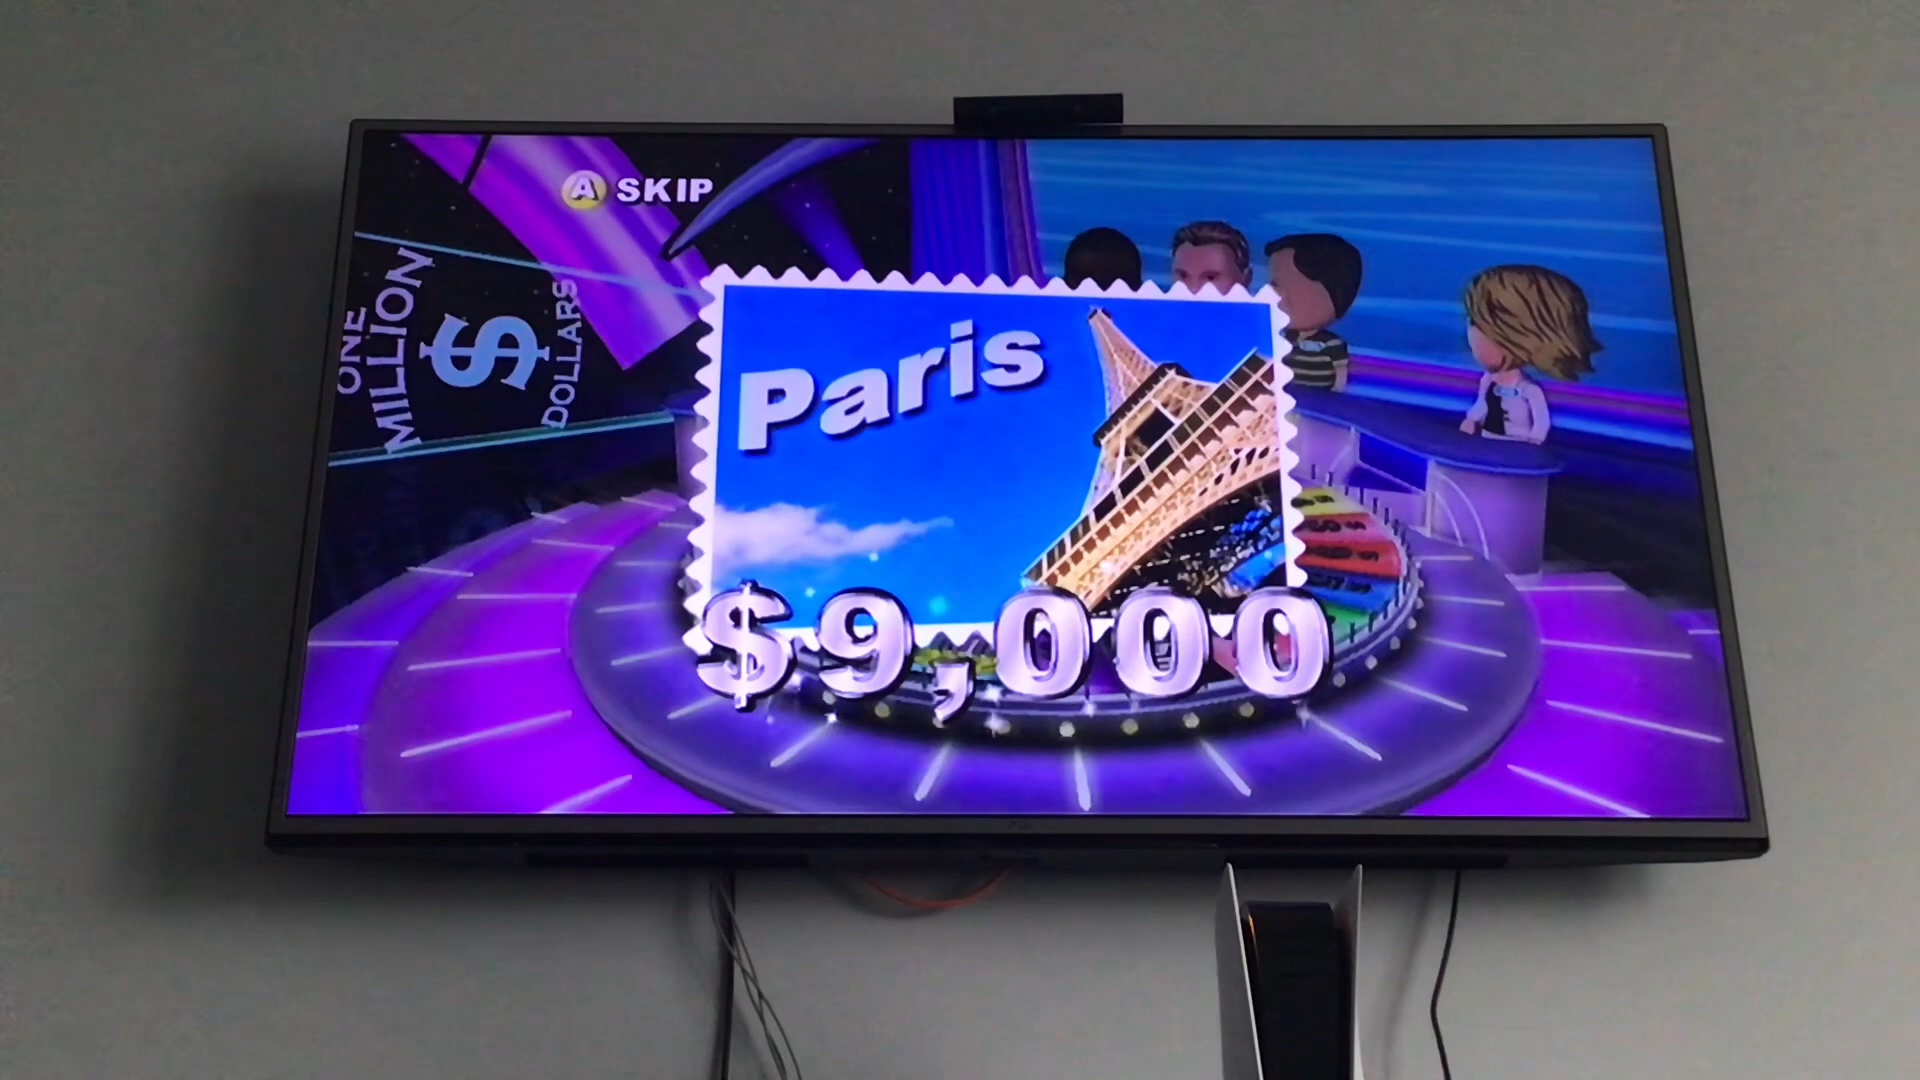 A SKIP
ONE
MILLION
$
DOLLARS
Paris
$9,000